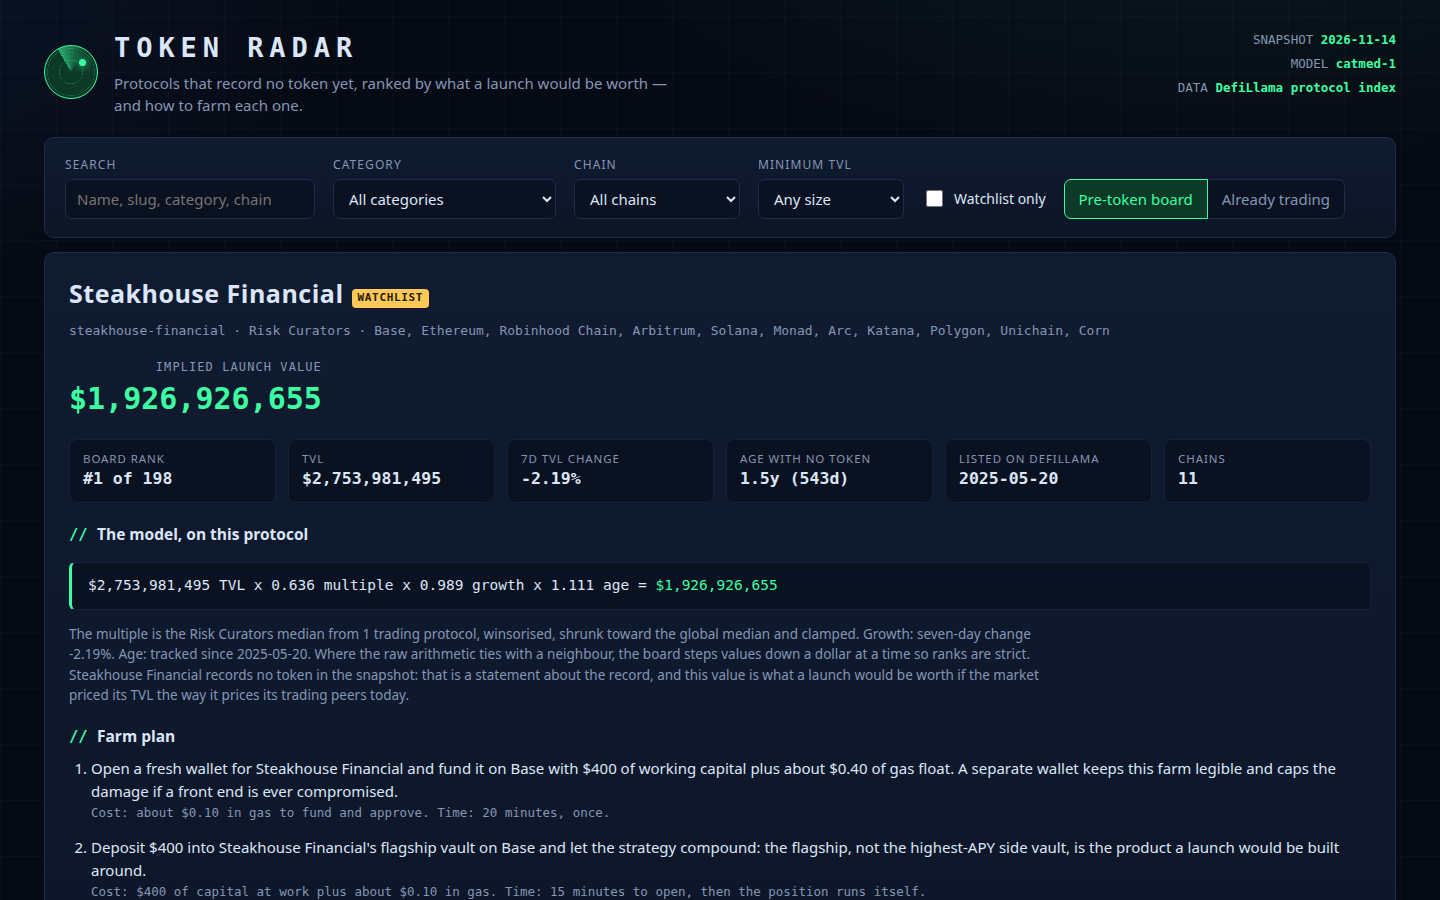 TOKEN RADAR
Protocols that record no token yet, ranked by what a launch would be worth —
and how to farm each one.
SNAPSHOT 2026-11-14
MODEL catmed-1
DATA DefiLlama protocol index
SEARCH
Name, slug, category, chain
CATEGORY
All categories
CHAIN
All chains
MINIMUM TVL
Any size
Watchlist only
Pre-token board
Already trading
Steakhouse Financial WATCHLIST
steakhouse-financial · Risk Curators · Base, Ethereum, Robinhood Chain, Arbitrum, Solana, Monad, Arc, Katana, Polygon, Unichain, Corn
IMPLIED LAUNCH VALUE
$1,926,926,655
BOARD RANK
#1 of 198
TVL
$2,753,981,495
7D TVL CHANGE
-2.19%
AGE WITH NO TOKEN
1.5y (543d)
LISTED ON DEFILLAMA
2025-05-20
CHAINS
11
// The model, on this protocol
$2,753,981,495 TVL x 0.636 multiple x 0.989 growth x 1.111 age = $1,926,926,655
The multiple is the Risk Curators median from 1 trading protocol, winsorised, shrunk toward the global median and clamped. Growth: seven-day change
-2.19%. Age: tracked since 2025-05-20. Where the raw arithmetic ties with a neighbour, the board steps values down a dollar at a time so ranks are strict.
Steakhouse Financial records no token in the snapshot: that is a statement about the record, and this value is what a launch would be worth if the market
priced its TVL the way it prices its trading peers today.
// Farm plan
1. Open a fresh wallet for Steakhouse Financial and fund it on Base with $400 of working capital plus about $0.40 of gas float. A separate wallet keeps this farm legible and caps the
damage if a front end is ever compromised.
Cost: about $0.10 in gas to fund and approve. Time: 20 minutes, once.
2. Deposit $400 into Steakhouse Financial's flagship vault on Base and let the strategy compound: the flagship, not the highest-APY side vault, is the product a launch would be built
around.
Cost: $400 of capital at work plus about $0.10 in gas. Time: 15 minutes to open, then the position runs itself.